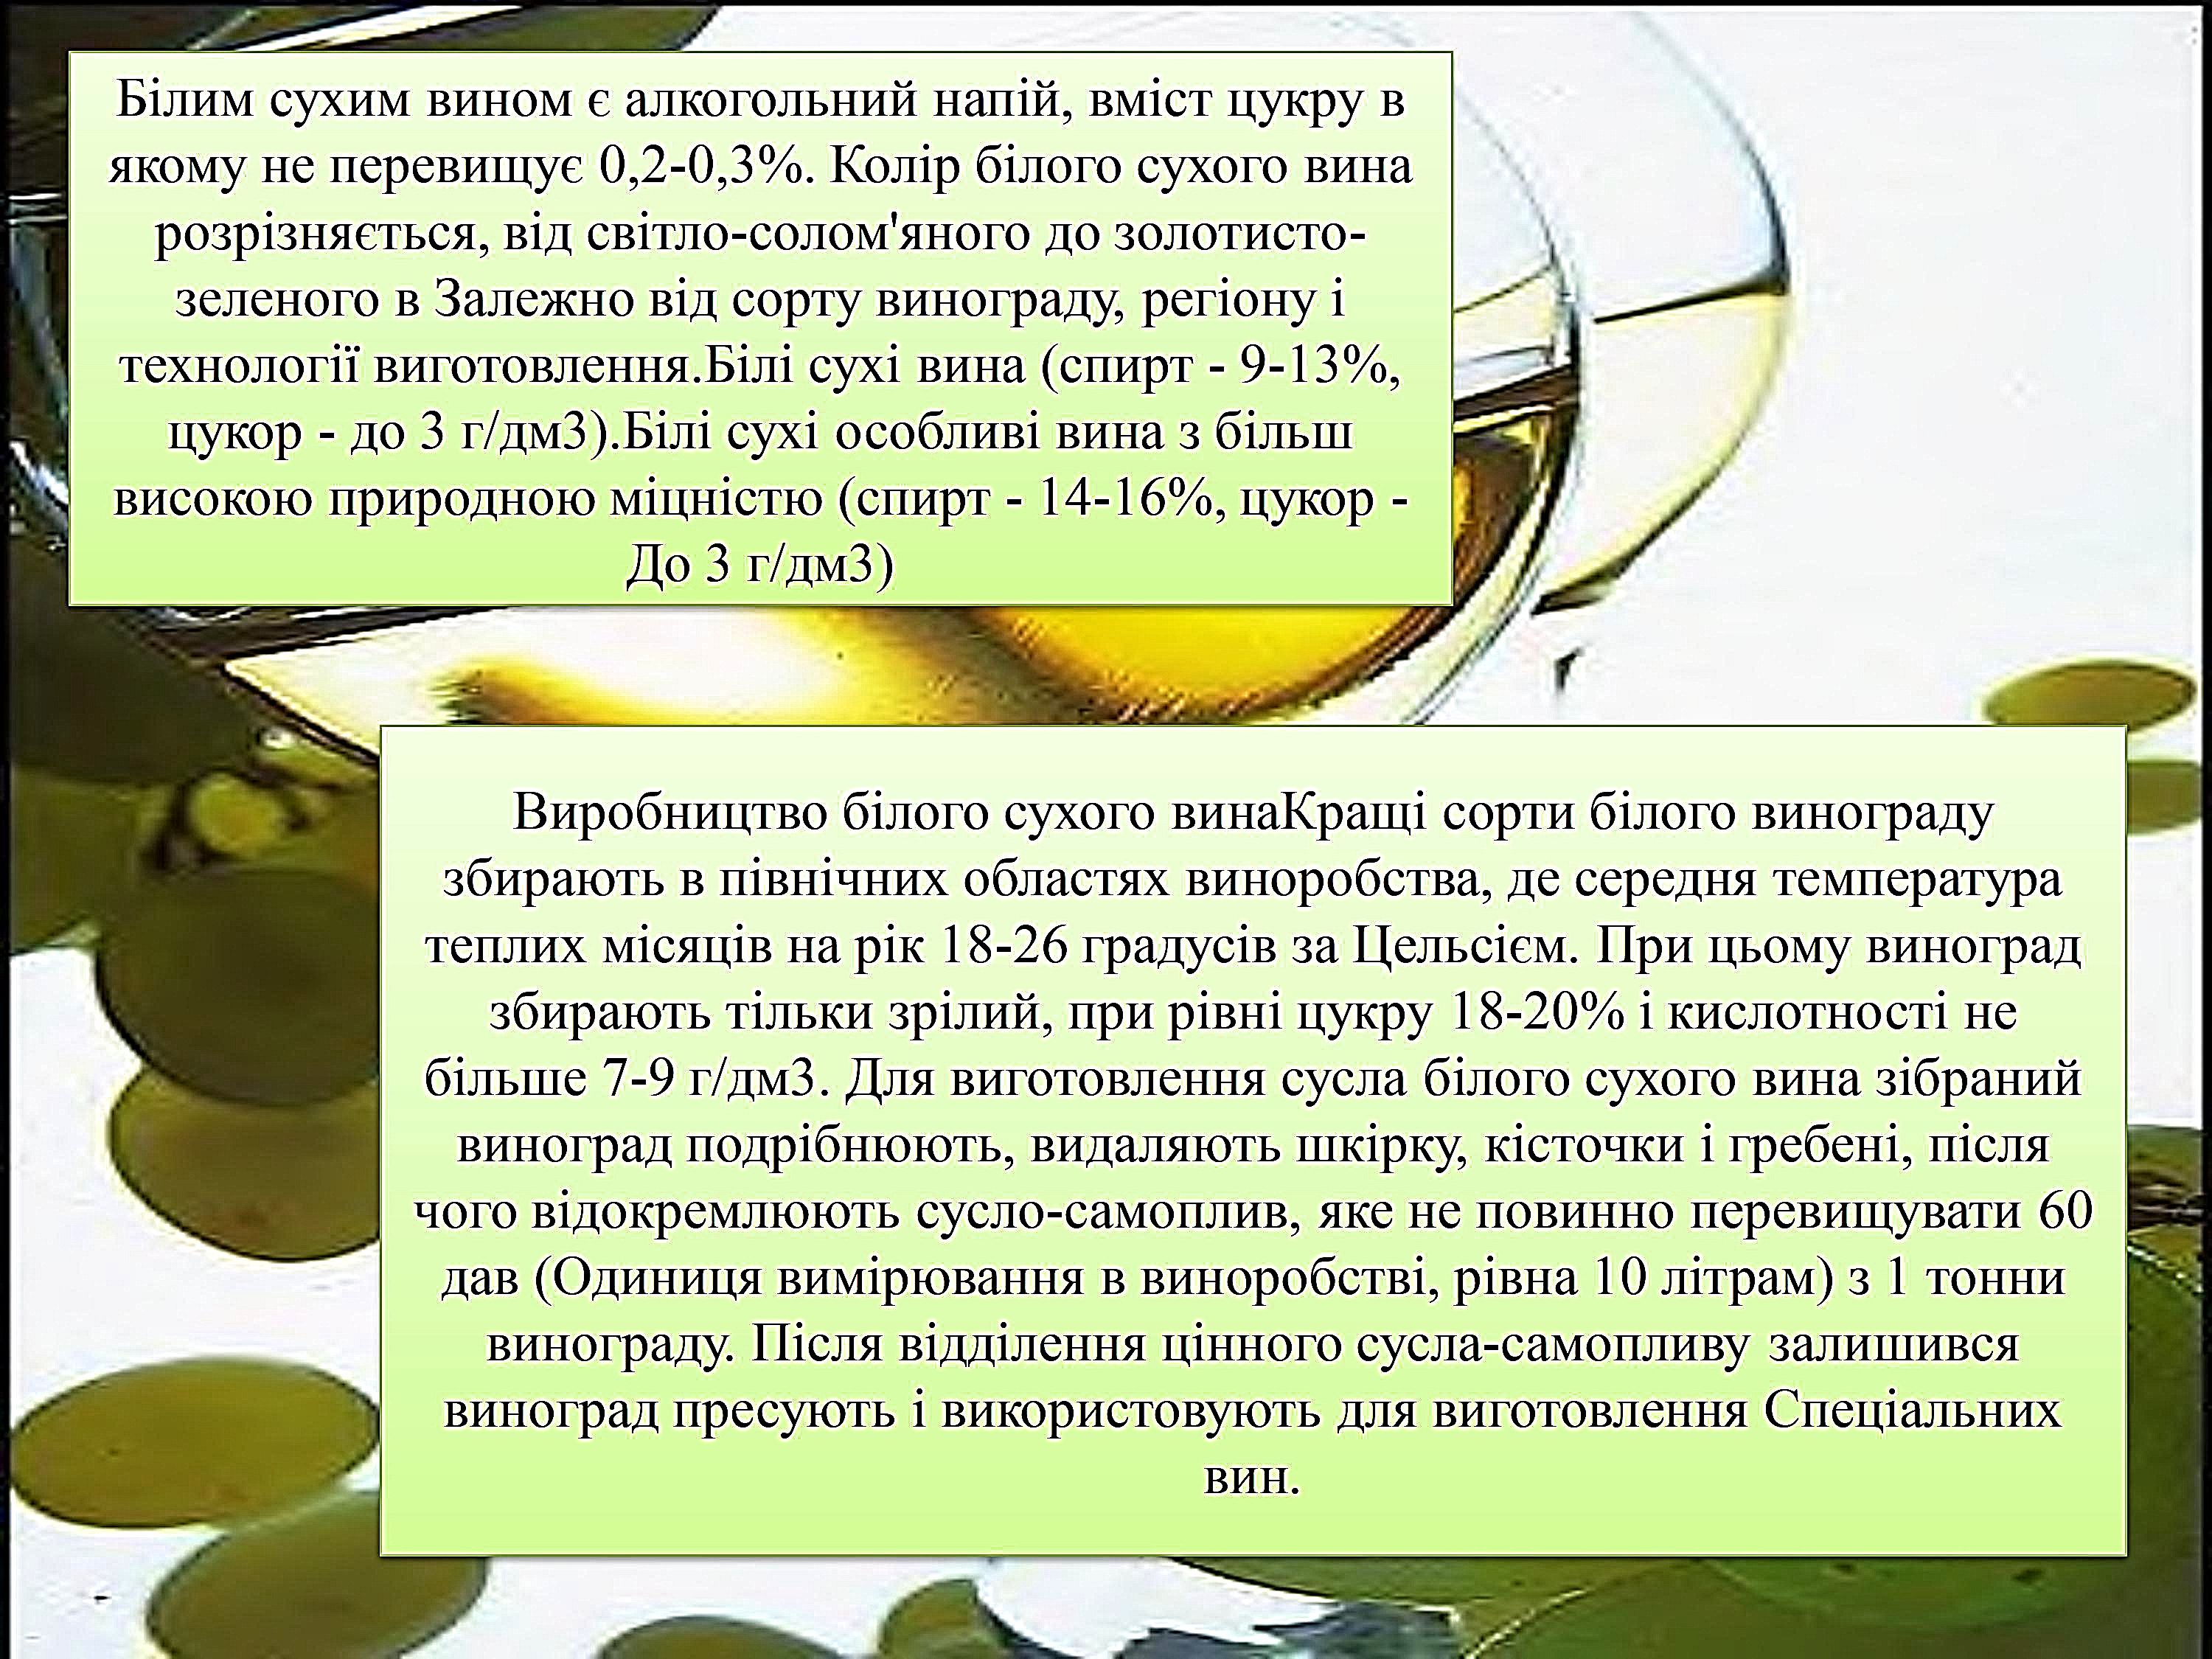 Білим сухим вином є алкогольний напій, вміст цукру в
якому не перевищує 0,2-0,3%. Колір білого сухого вина
розрізняється, від світло-солом'яного до золотисто-
зеленого в Залежно від сорту винограду, регіону і
технології виготовлення.Білі сухі вина (спирт - 9-13%,
цукор - до 3 г/дм3).Білі сухі особливі вина з більш
високою природною міцністю (спирт - 14-16%, цукор -
До 3 г/дм3)
Виробництво білого сухого винаКращі сорти білого винограду
збирають в північних областях виноробства, де середня температура
теплих місяців на рік 18-26 градусів за Цельсієм. При цьому виноград
збирають тільки зрілий, при рівні цукру 18-20% і кислотності не
більше 7-9 г/дм3. Для виготовлення сусла білого сухого вина зібраний
виноград подрібнюють, видаляють шкірку, кісточки і гребені, після
чого відокремлюють сусло-самоплив, яке не повинно перевищувати 60
дав (Одиниця вимірювання в виноробстві, рівна 10 літрам) з 1 тонни
винограду. Після відділення цінного сусла-самопливу залишився
виноград пресують і використовують для виготовлення Спеціальних
вин.